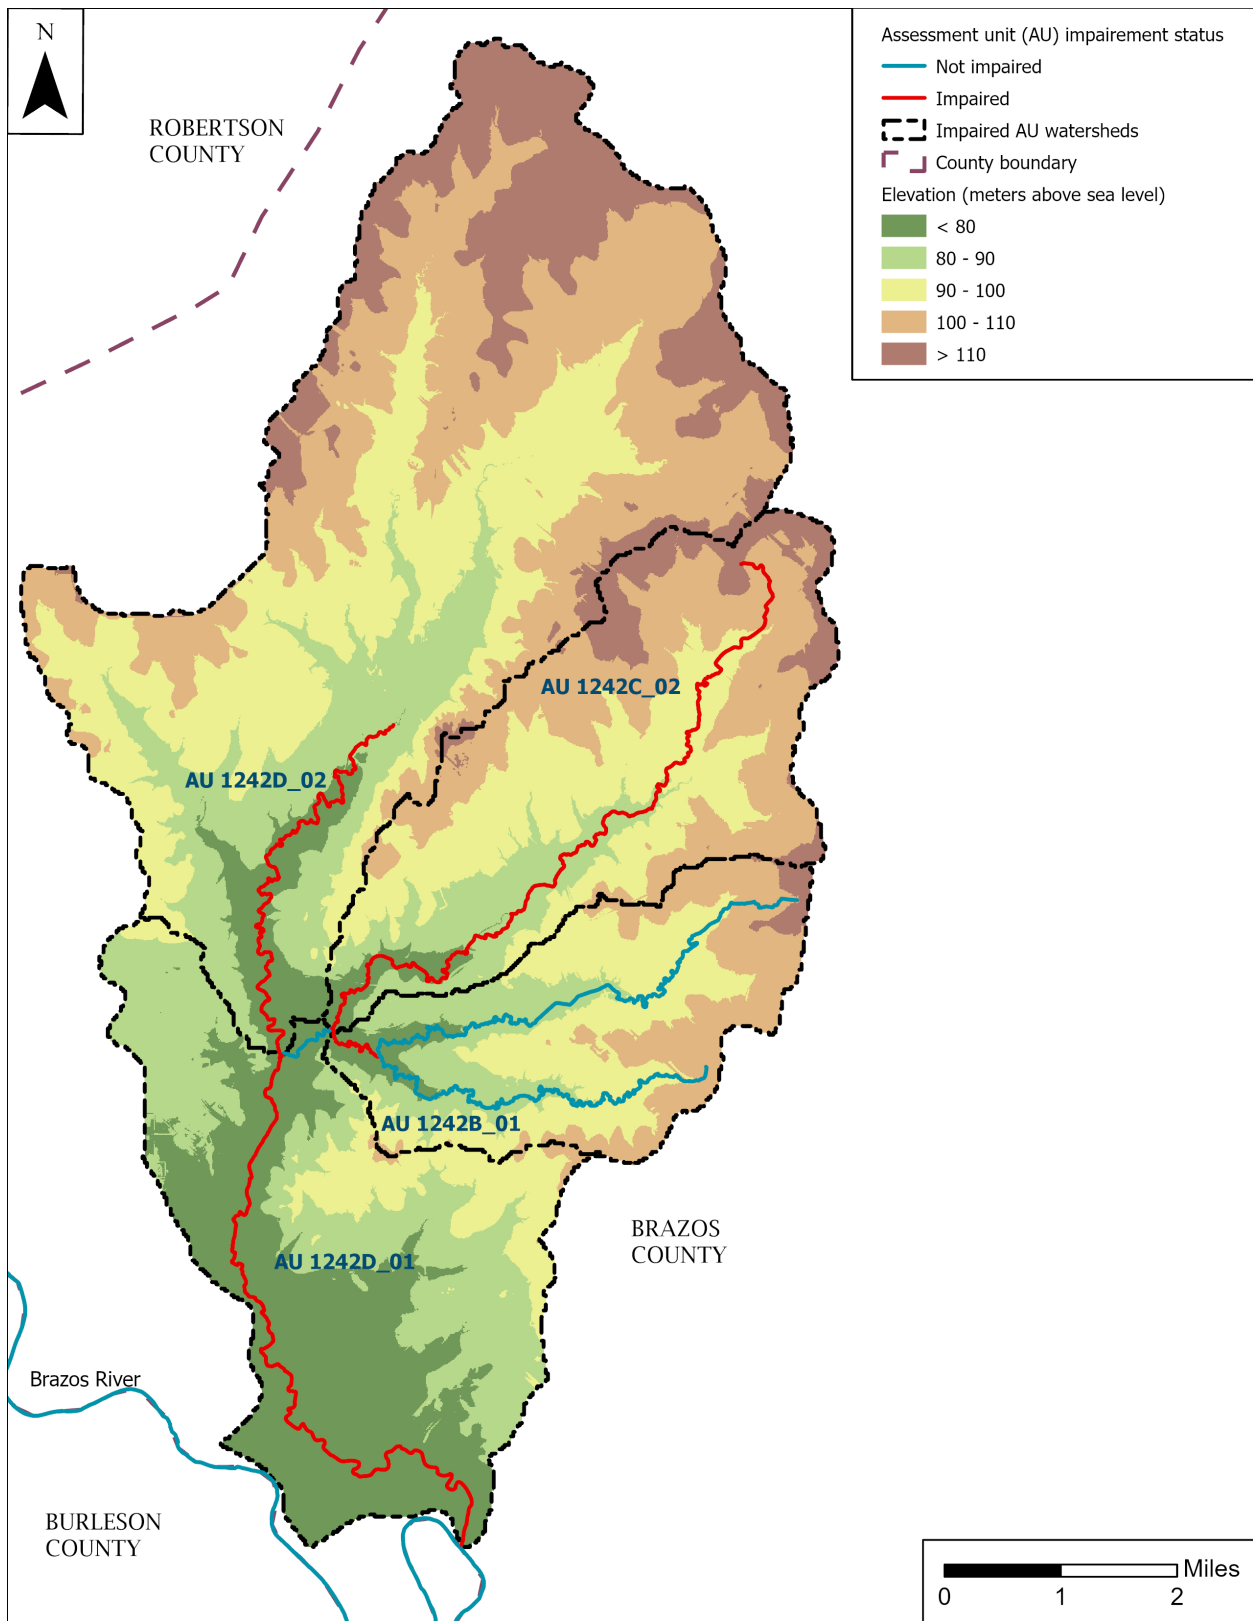 N
ROBERTSON
COUNTY
Assessment unit (AU) impairement status
Not impaired
Impaired
Impaired AU watersheds
County boundary
Elevation (meters above sea level)
< 80
80 - 90
90 - 100
100 - 110
> 110
AU 1242C_02
AU 1242D_02
AU 1242B_01
BRAZOS
COUNTY
AU 1242D_01
Brazos River
BURLESON
COUNTY
Miles
0 1 2